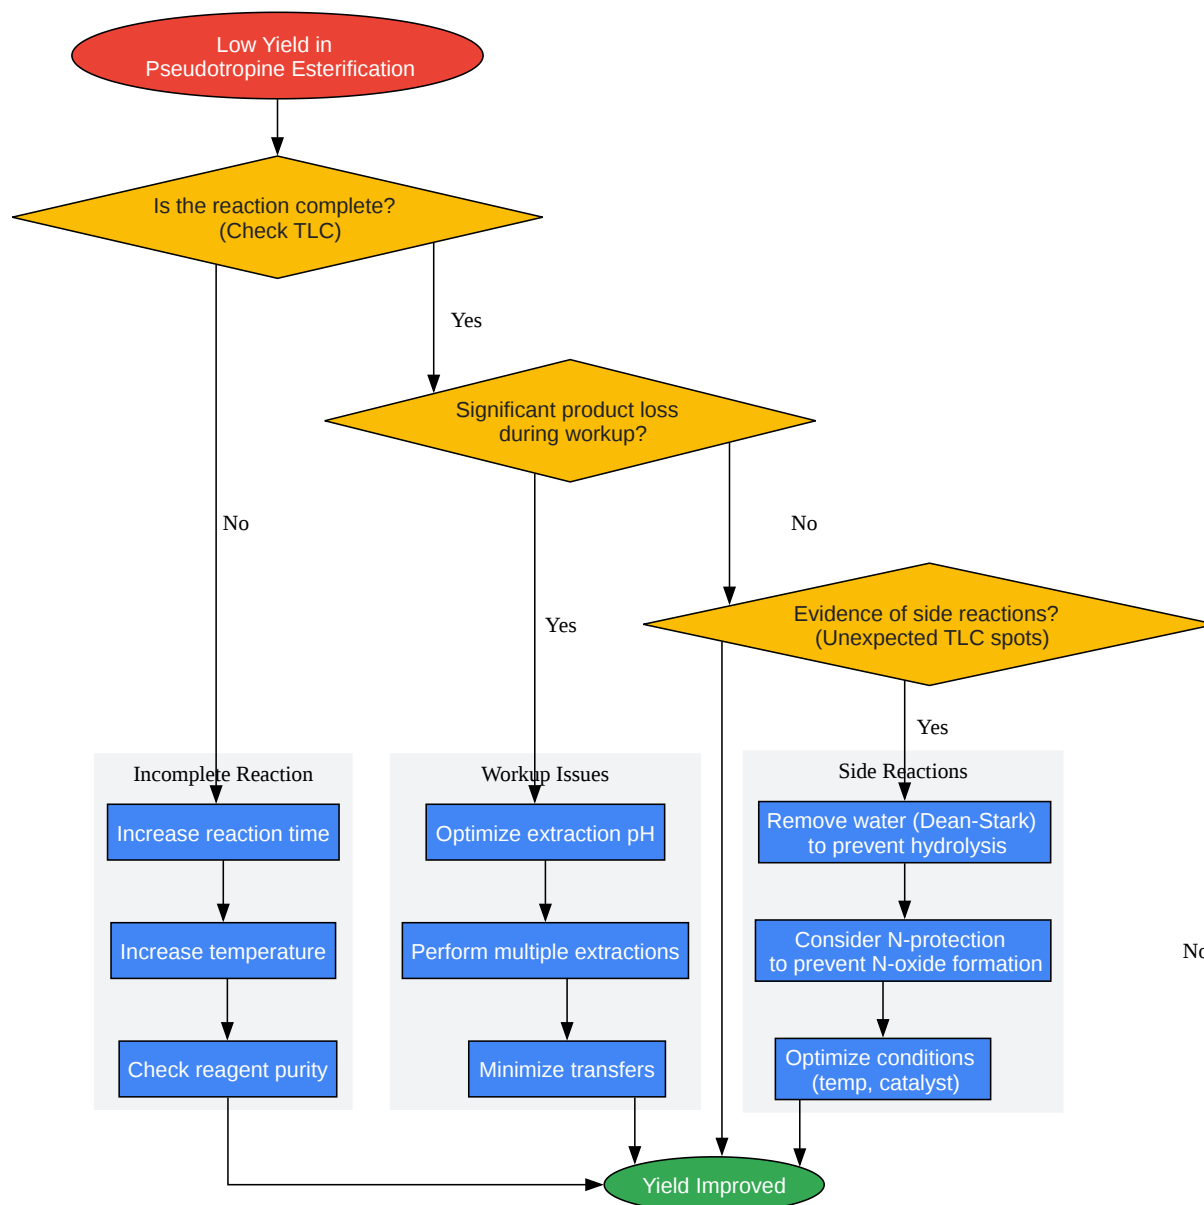 Low Yield in
Pseudotropine Esterification
Is the reaction complete?
(Check TLC)
Yes
Significant product loss
during workup?
No
No
Evidence of side reactions?
(Unexpected TLC spots)
Yes
Yes
No
Incomplete Reaction
Increase reaction time
Increase temperature
Check reagent purity
Workup Issues
Optimize extraction pH
Perform multiple extractions
Minimize transfers
Side Reactions
Remove water (Dean-Stark)
to prevent hydrolysis
Consider N-protection
to prevent N-oxide formation
Optimize conditions
(temp, catalyst)
Yield Improved